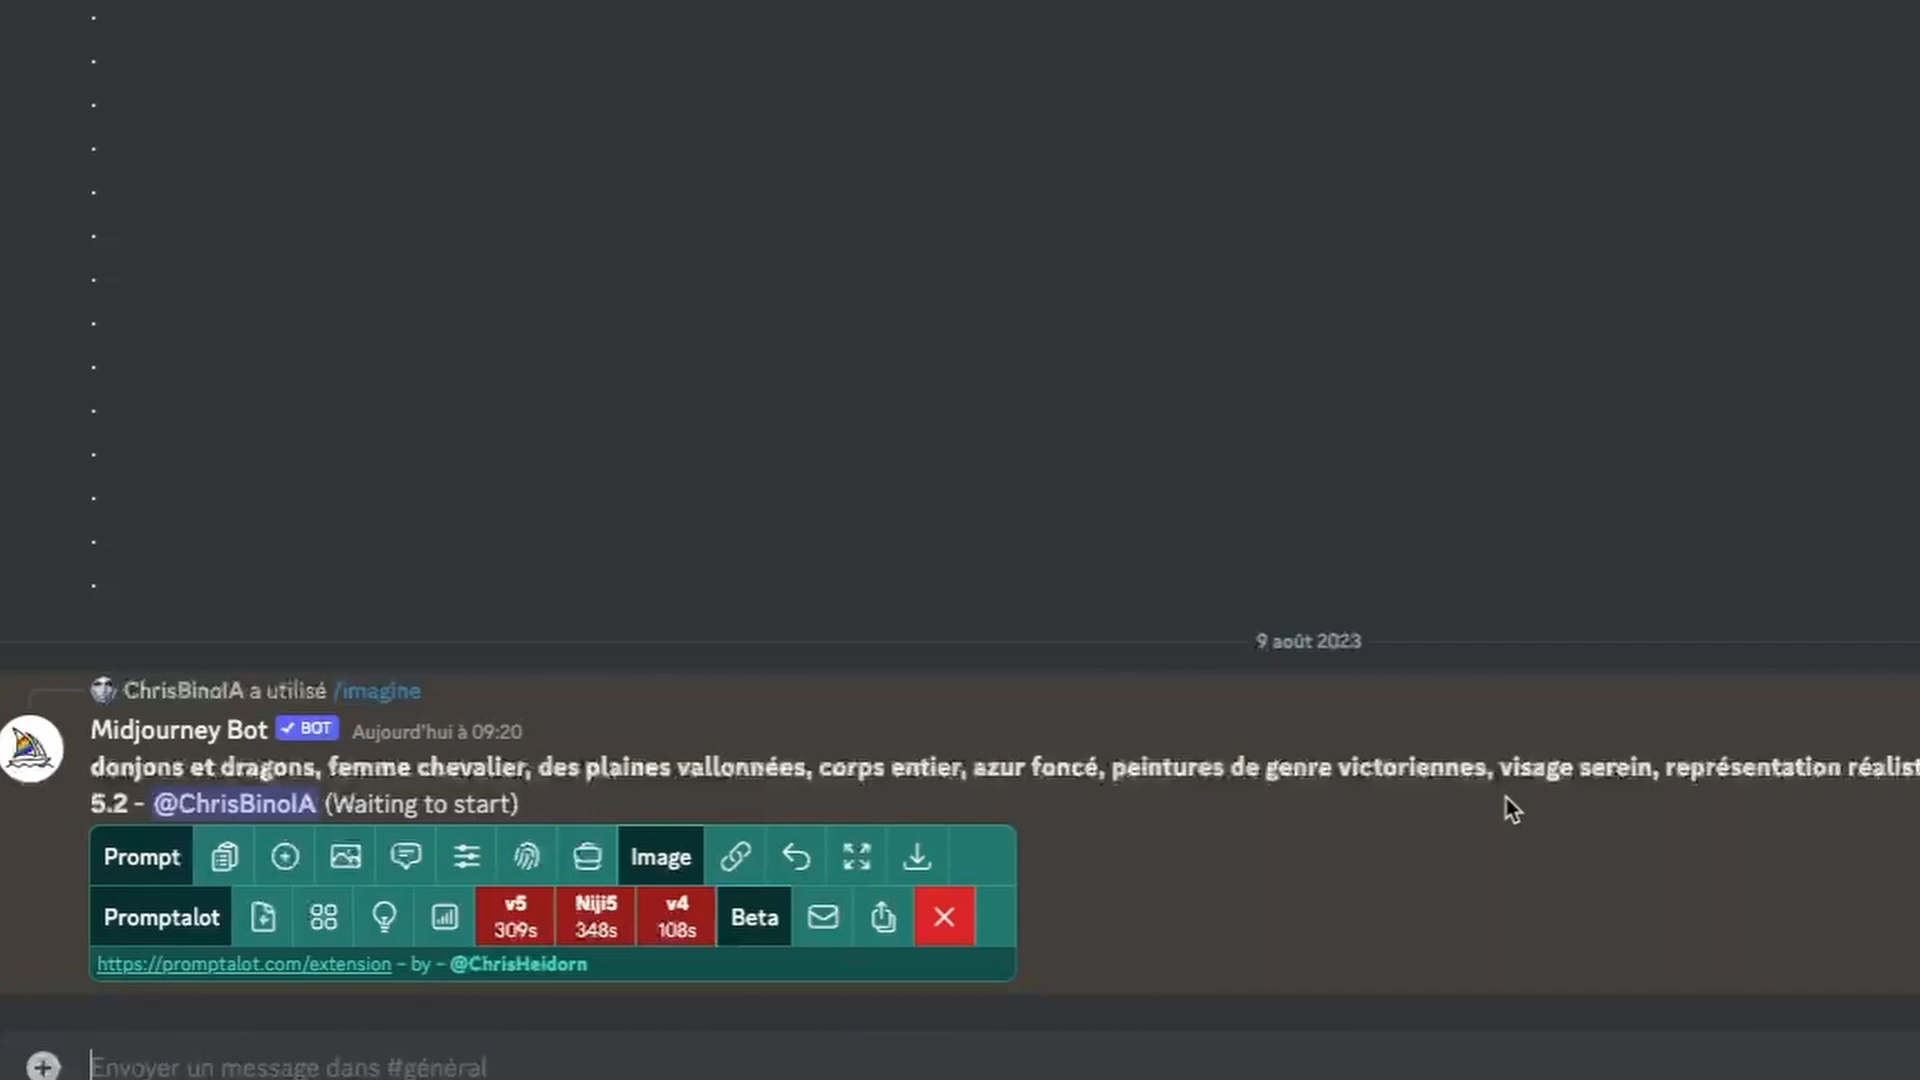 9 août 2023
ChrisBinoIA a utilisé /imagine
Midjourney Bot BOT Aujourd'hui à 09:20
donjons et dragons, femme chevalier, des plaines vallonnées, corps entier, azur foncé, peintures de genre victoriennes, visage serein, représentation réalist
5.2 - @ChrisBinoIA (Waiting to start)
Prompt Image
Promptalot v5 309s Niji5 348s v4 108s Beta
https://promptalot.com/extension - by - @ChrisHeidorn
Envoyer un message dans #général